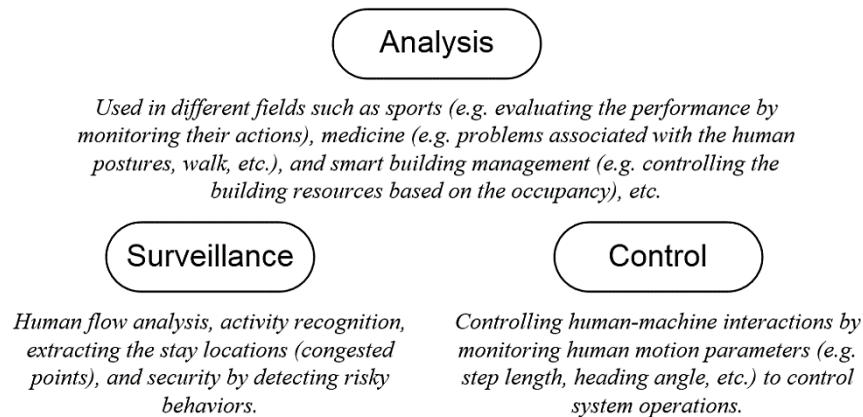 Analysis
Used in different fields such as sports (e.g. evaluating the performance by
monitoring their actions), medicine (e.g. problems associated with the human
postures, walk, etc.), and smart building management (e.g. controlling the
building resources based on the occupancy), etc.
Surveillance
Human flow analysis, activity recognition,
extracting the stay locations (congested
points), and security by detecting risky
behaviors.
Control
Controlling human-machine interactions by
monitoring human motion parameters (e.g.
step length, heading angle, etc.) to control
system operations.